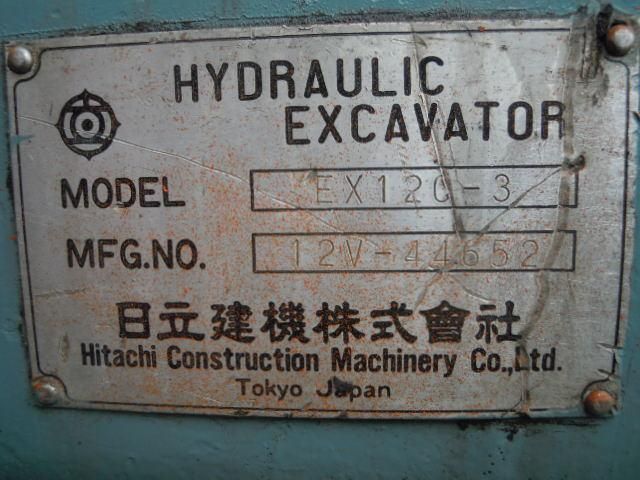 HYDRAULIC
EXCAVATOR
MODEL EX120-3
MFG.NO. 12V-44652
日立建機株式會社
Hitachi Construction Machinery Co.,Ltd.
Tokyo Japan